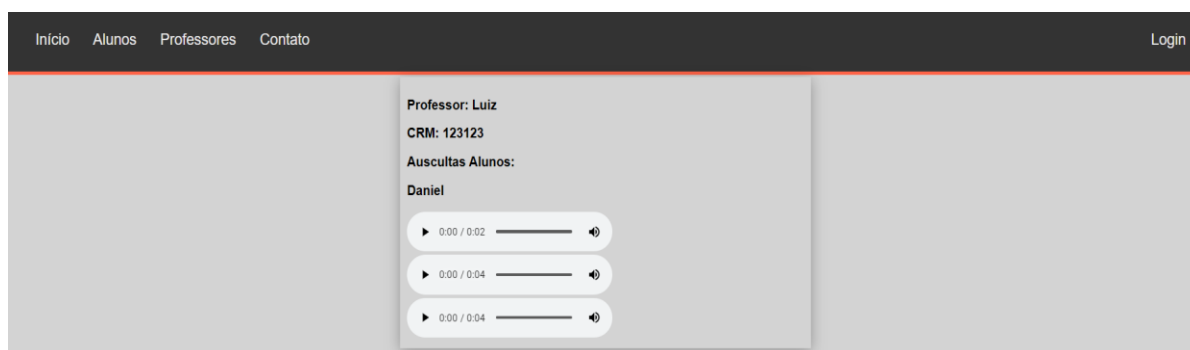 Início Alunos Professores Contato Login
Professor: Luiz
CRM: 123123
Auscultas Alunos:
Daniel
0:00 / 0:02
0:00 / 0:04
0:00 / 0:04